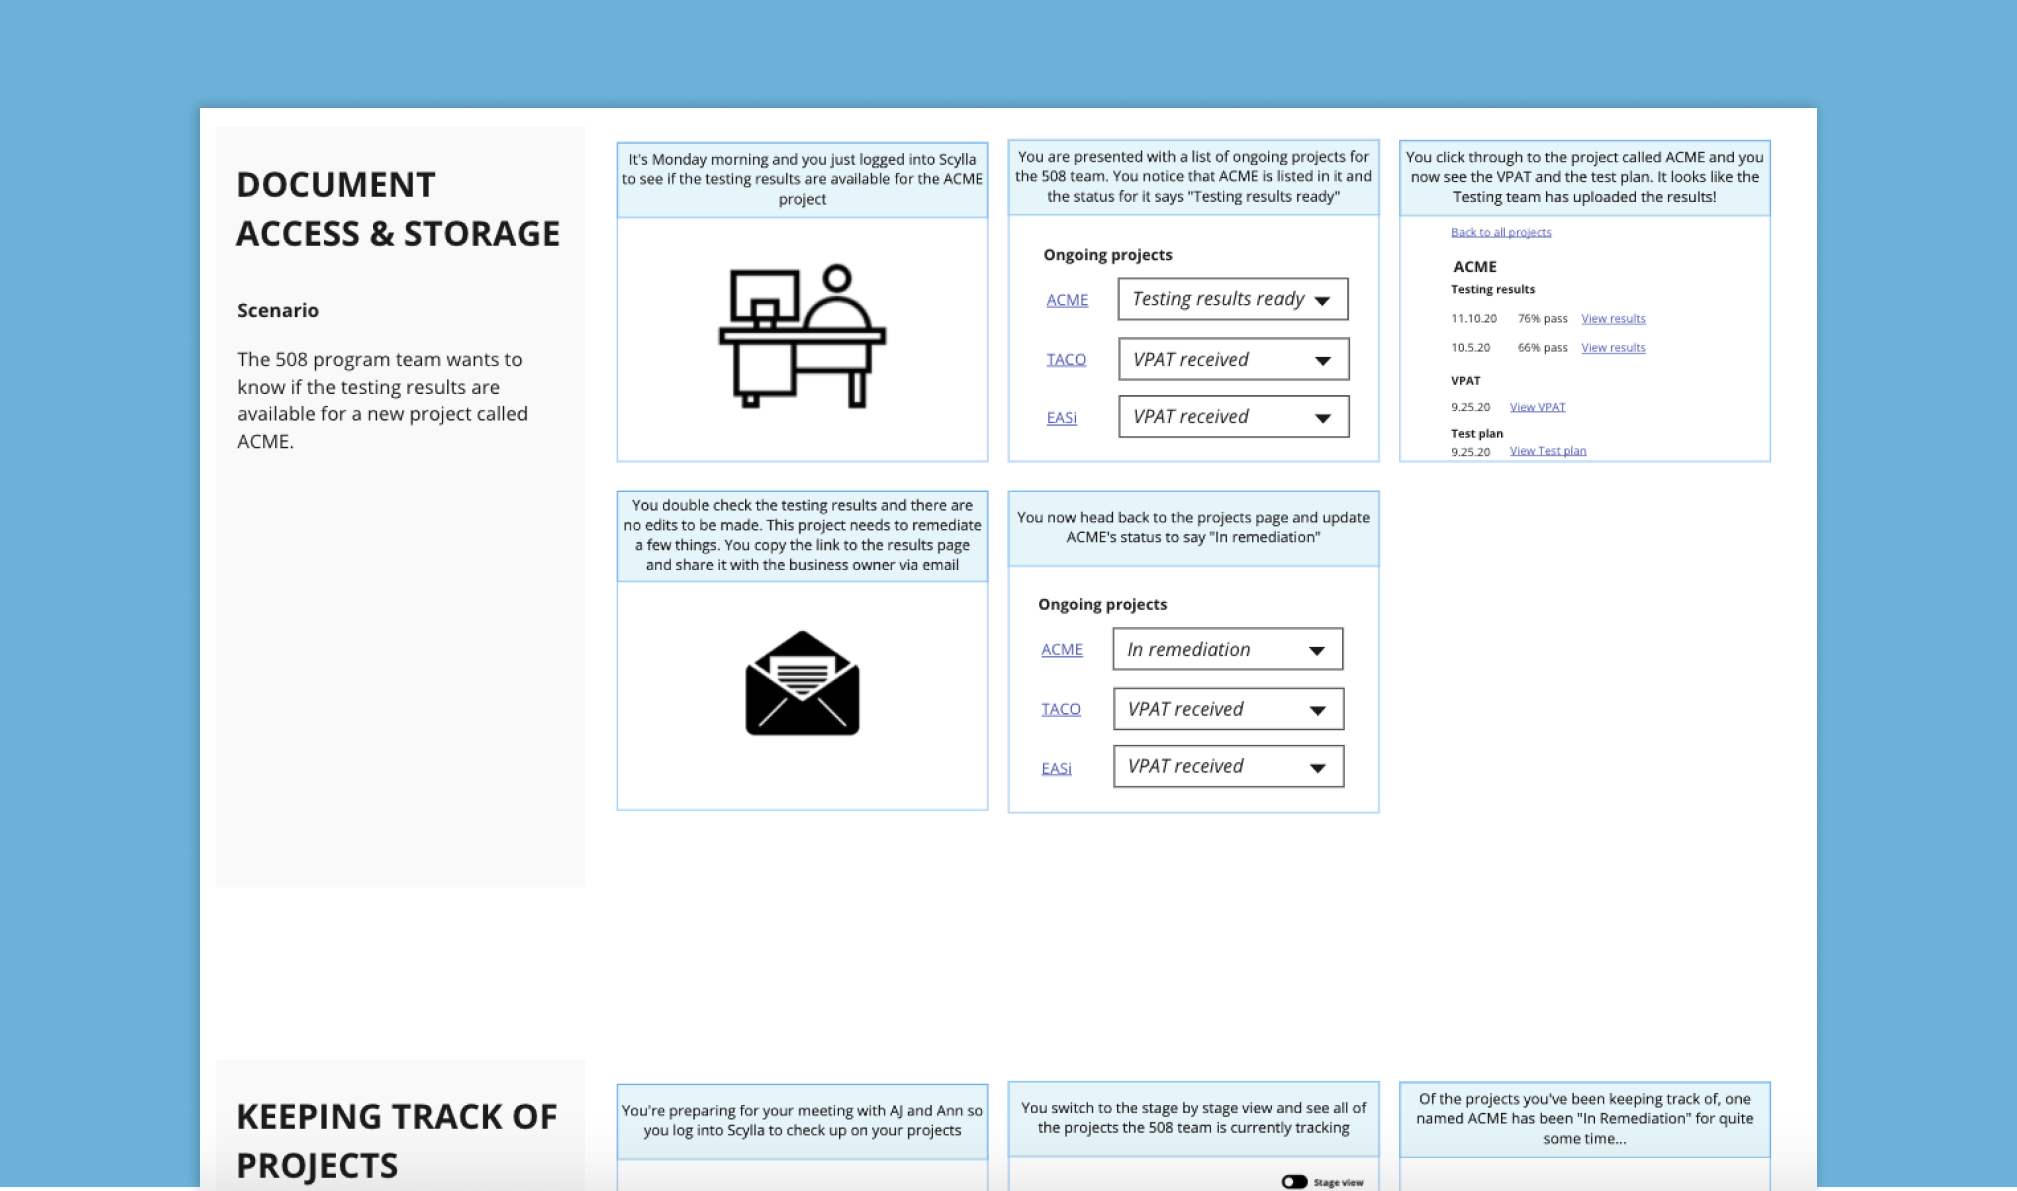 DOCUMENT
ACCESS & STORAGE
Scenario
The 508 program team wants to
know if the testing results are
available for a new project called
ACME.
It's Monday morning and you just logged into Scylla
to see if the testing results are available for the ACME
project
You are presented with a list of ongoing projects for
the 508 team. You notice that ACME is listed in it and
the status for it says "Testing results ready"
Ongoing projects
ACME Testing results ready
TACO VPAT received
EASi VPAT received
You click through to the project called ACME and you
now see the VPAT and the test plan. It looks like the
Testing team has uploaded the results!
Back to all projects
ACME
Testing results
11.10.20 76% pass View results
10.5.20 66% pass View results
VPAT
9.25.20 View VPAT
Test plan
9.25.20 View Test plan
You double check the testing results and there are
no edits to be made. This project needs to remediate
a few things. You copy the link to the results page
and share it with the business owner via email
You now head back to the projects page and update
ACME's status to say "In remediation"
Ongoing projects
ACME In remediation
TACO VPAT received
EASi VPAT received
KEEPING TRACK OF
PROJECTS
You're preparing for your meeting with AJ and Ann so
you log into Scylla to check up on your projects
You switch to the stage by stage view and see all of
the projects the 508 team is currently tracking
Stage view
Of the projects you've been keeping track of, one
named ACME has been "In Remediation" for quite
some time...